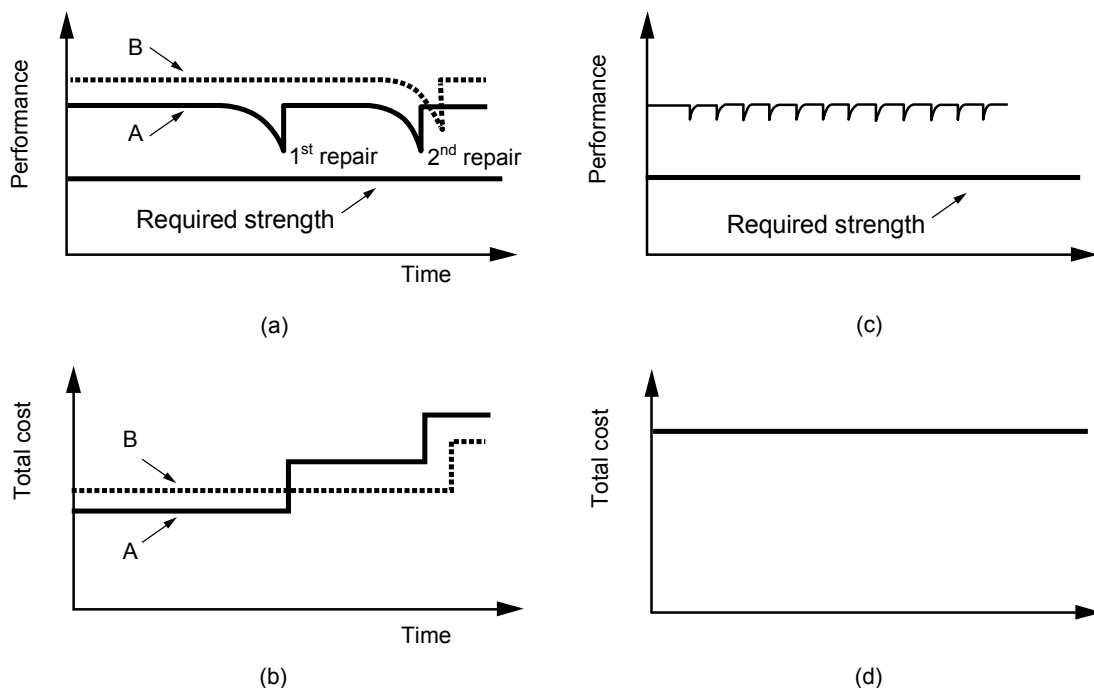 B
A
Performance
1st repair
2nd repair
Required strength
Time
(a)
Performance
Required strength
(c)
B
A
Total cost
Time
(b)
Total cost
(d)